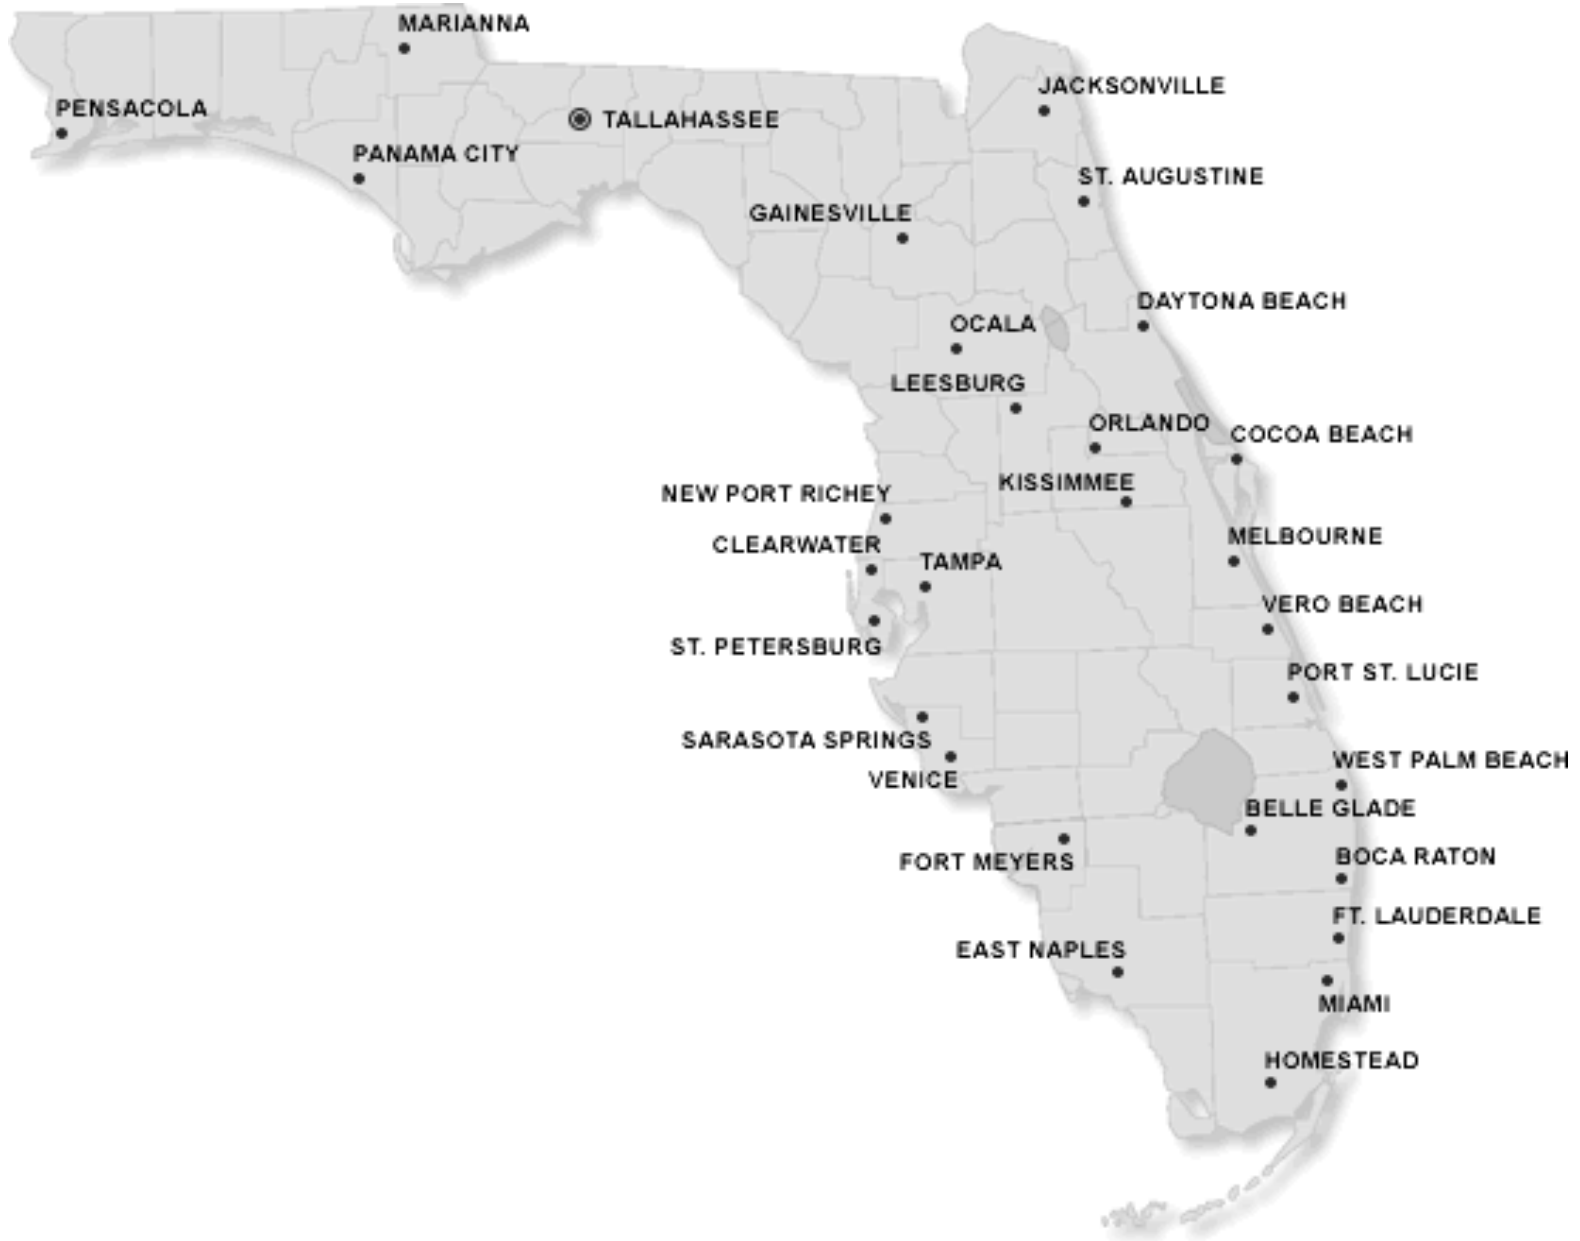 MARIANNA
JACKSONVILLE
PENSACOLA
TALLAHASSEE
PANAMA CITY
ST. AUGUSTINE
GAINESVILLE
DAYTONA BEACH
OCALA
LEESBURG
ORLANDO
COCOA BEACH
KISSIMMEE
NEW PORT RICHEY
MELBOURNE
CLEARWATER
TAMPA
VERO BEACH
ST. PETERSBURG
PORT ST. LUCIE
SARASOTA SPRINGS
WEST PALM BEACH
VENICE
BELLE GLADE
BOCA RATON
FORT MEYERS
FT. LAUDERDALE
EAST NAPLES
MIAMI
HOMESTEAD